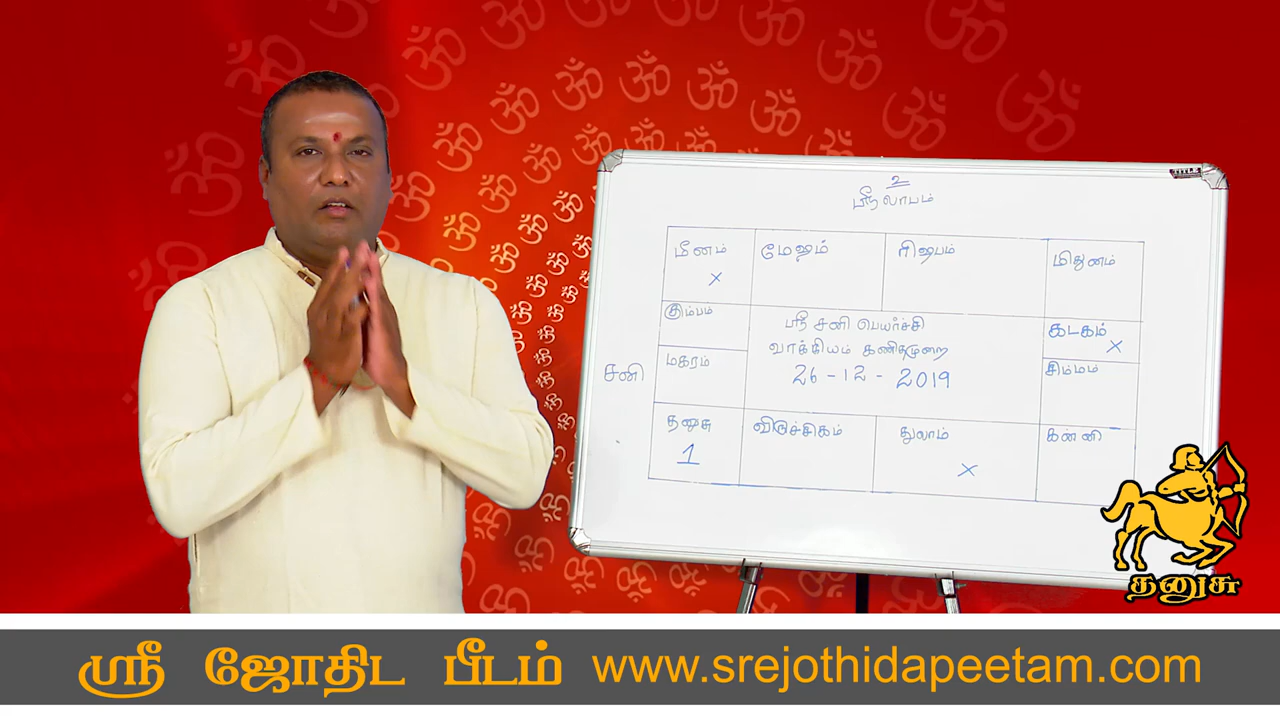 உ
ஸ்ரீ லாபம்
மீனம் மேஷம் ரிஷபம் மிதுனம்
X
கும்பம் ஸ்ரீ சனி பெயர்ச்சி கடகம் X
வாக்கியம் கணிதமுறை
சனி மகரம் 26-12-2019 சிம்மம்
தனுசு விருச்சிகம் துலாம் கன்னி
1 X
தனுசு
ஸ்ரீ ஜோதிட பீடம் www.srejothidapeetam.com